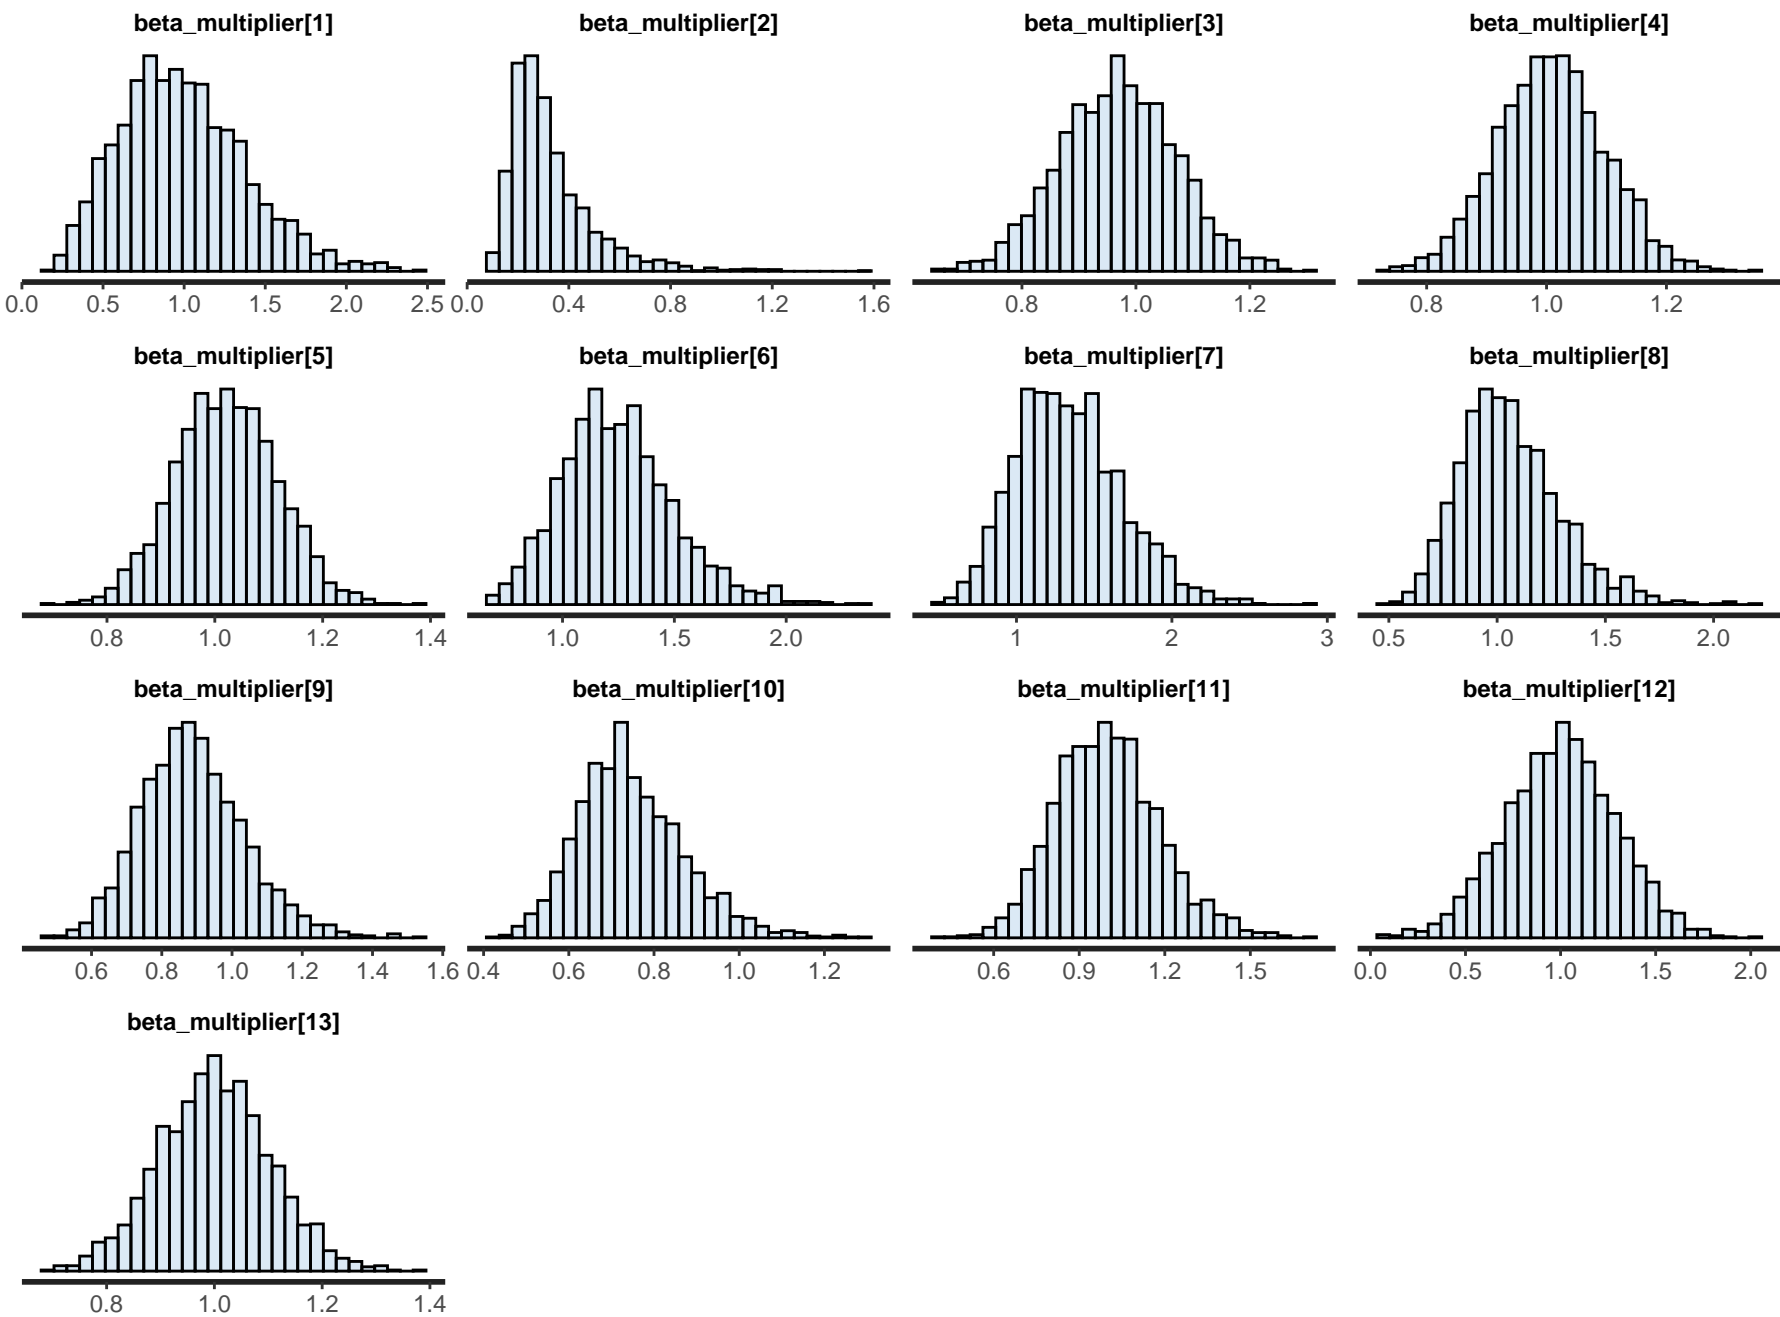 beta_multiplier[1] beta_multiplier[2] beta_multiplier[3] beta_multiplier[4]
0.0 0.5 1.0 1.5 2.0 2.5 0.0 0.4 0.8 1.2 1.6 0.8 1.0 1.2 0.8 1.0 1.2
beta_multiplier[5] beta_multiplier[6] beta_multiplier[7] beta_multiplier[8]
0.8 1.0 1.2 1.4 1.0 1.5 2.0 1 2 3 0.5 1.0 1.5 2.0
beta_multiplier[9] beta_multiplier[10] beta_multiplier[11] beta_multiplier[12]
0.6 0.8 1.0 1.2 1.4 1.6 0.4 0.6 0.8 1.0 1.2 0.6 0.9 1.2 1.5 0.0 0.5 1.0 1.5 2.0
beta_multiplier[13]
0.8 1.0 1.2 1.4